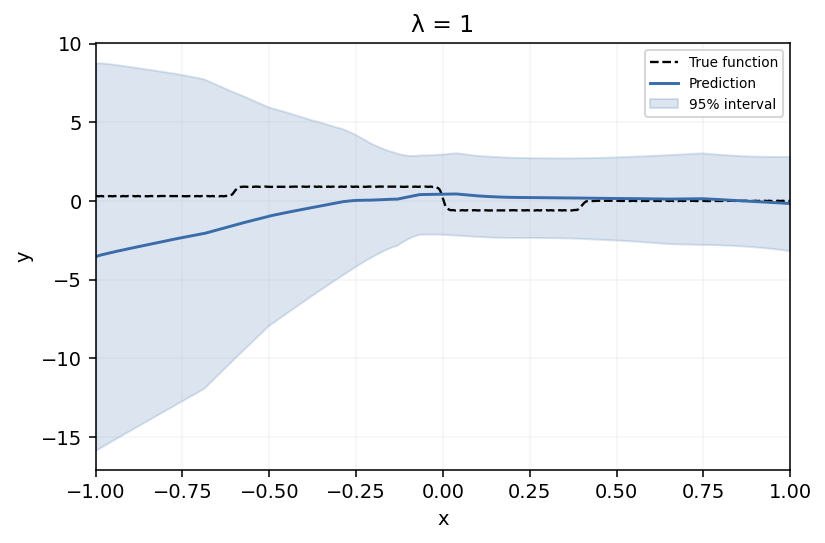 λ = 1
True function
Prediction
95% interval
10
5
0
−5
−10
−15
y
−1.00 −0.75 −0.50 −0.25 0.00 0.25 0.50 0.75 1.00
x